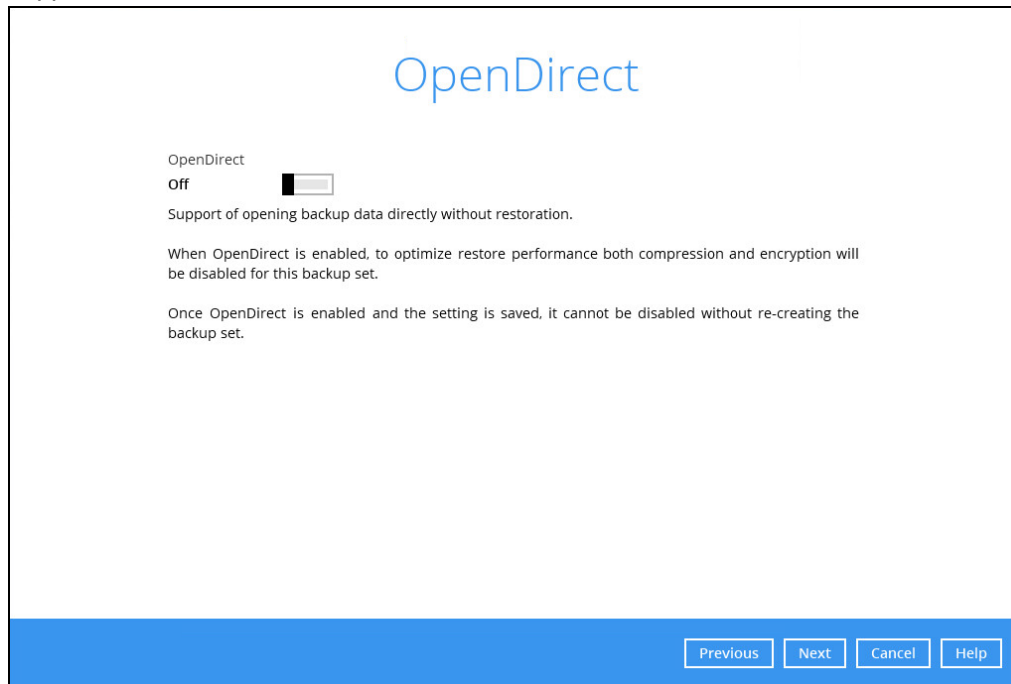 OpenDirect
OpenDirect
Off
Support of opening backup data directly without restoration.
When OpenDirect is enabled, to optimize restore performance both compression and encryption will
be disabled for this backup set.
Once OpenDirect is enabled and the setting is saved, it cannot be disabled without re-creating the
backup set.
Previous Next Cancel Help